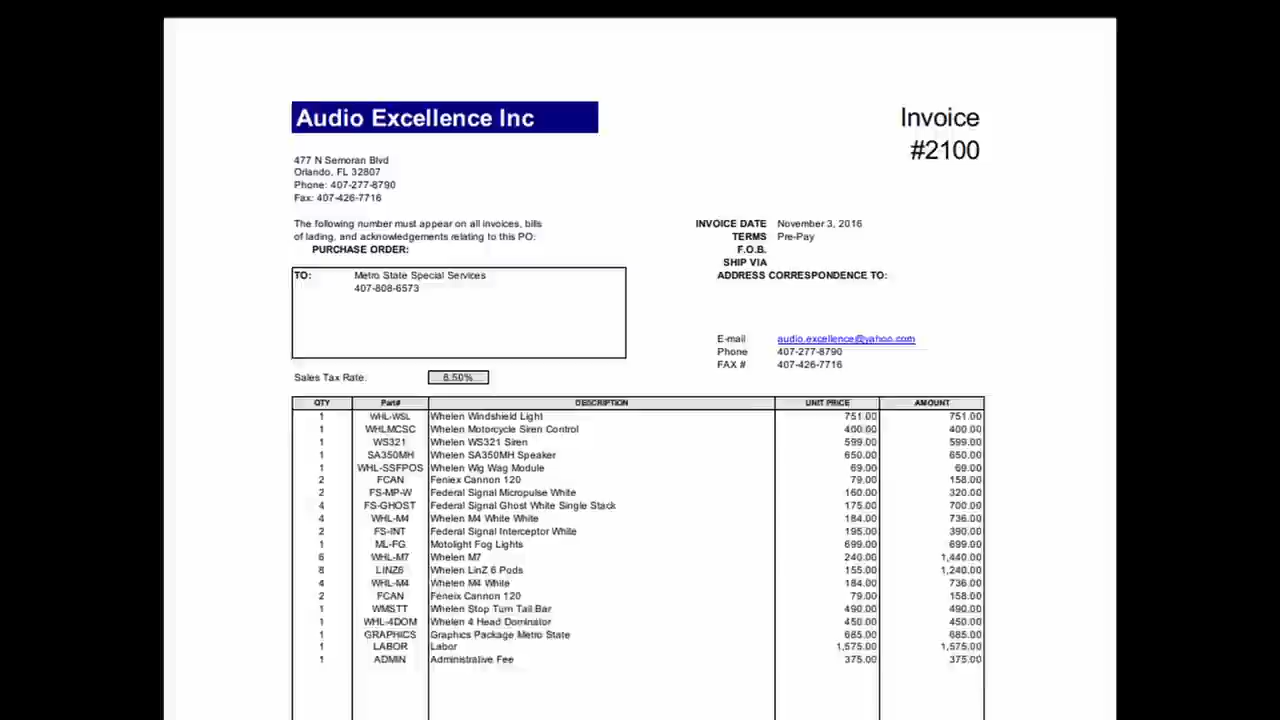 Audio Excellence Inc
Invoice
#2100
477 N Semoran Blvd
Orlando, FL 32807
Phone: 407-277-8790
Fax: 407-426-7716
The following number must appear on all invoices, bills
of lading, and acknowledgements relating to this PO:
PURCHASE ORDER:
INVOICE DATE November 3, 2016
TERMS Pre-Pay
F.O.B.
SHIP VIA
ADDRESS CORRESPONDENCE TO:
TO: Metro State Special Services
407-808-6573
E-mail audio.excellence@yahoo.com
Phone 407-277-8790
FAX # 407-426-7716
Sales Tax Rate: 6.50%
QTY Part# DESCRIPTION UNIT PRICE AMOUNT
1 WHL-WSL Whelen Windshield Light 751.00 751.00
1 WHLMCSC Whelen Motorcycle Siren Control 400.00 400.00
1 WS321 Whelen WS321 Siren 599.00 599.00
1 SA350MH Whelen SA350MH Speaker 650.00 650.00
1 WHL-SSFPOS Whelen Wig Wag Module 69.00 69.00
2 FCAN Feniex Cannon 120 79.00 158.00
2 FS-MP-W Federal Signal Micropulse White 160.00 320.00
4 FS-GHOST Federal Signal Ghost White Single Stack 175.00 700.00
4 WHL-M4 Whelen M4 White White 184.00 736.00
2 FS-INT Federal Signal Interceptor While 195.00 390.00
1 ML-FG Motolight Fog Lights 699.00 699.00
6 WHL-M7 Whelen M7 240.00 1,440.00
8 LINZ6 Whelen LinZ 6 Pods 155.00 1,240.00
4 WHL-M4 Whelen M4 White 184.00 736.00
2 FCAN Feneix Cannon 120 79.00 158.00
1 WMSTT Whelen Stop Turn Tail Bar 490.00 490.00
1 WHL-4DOM Whelen 4 Head Dominator 450.00 450.00
1 GRAPHICS Graphics Package Metro State 685.00 685.00
1 LABOR Labor 1,575.00 1,575.00
1 ADMIN Administrative Fee 375.00 375.00